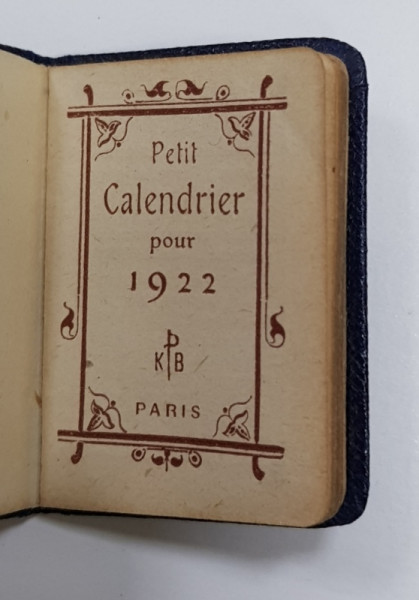 Petit
Calendrier
pour
1922
KPB
PARIS